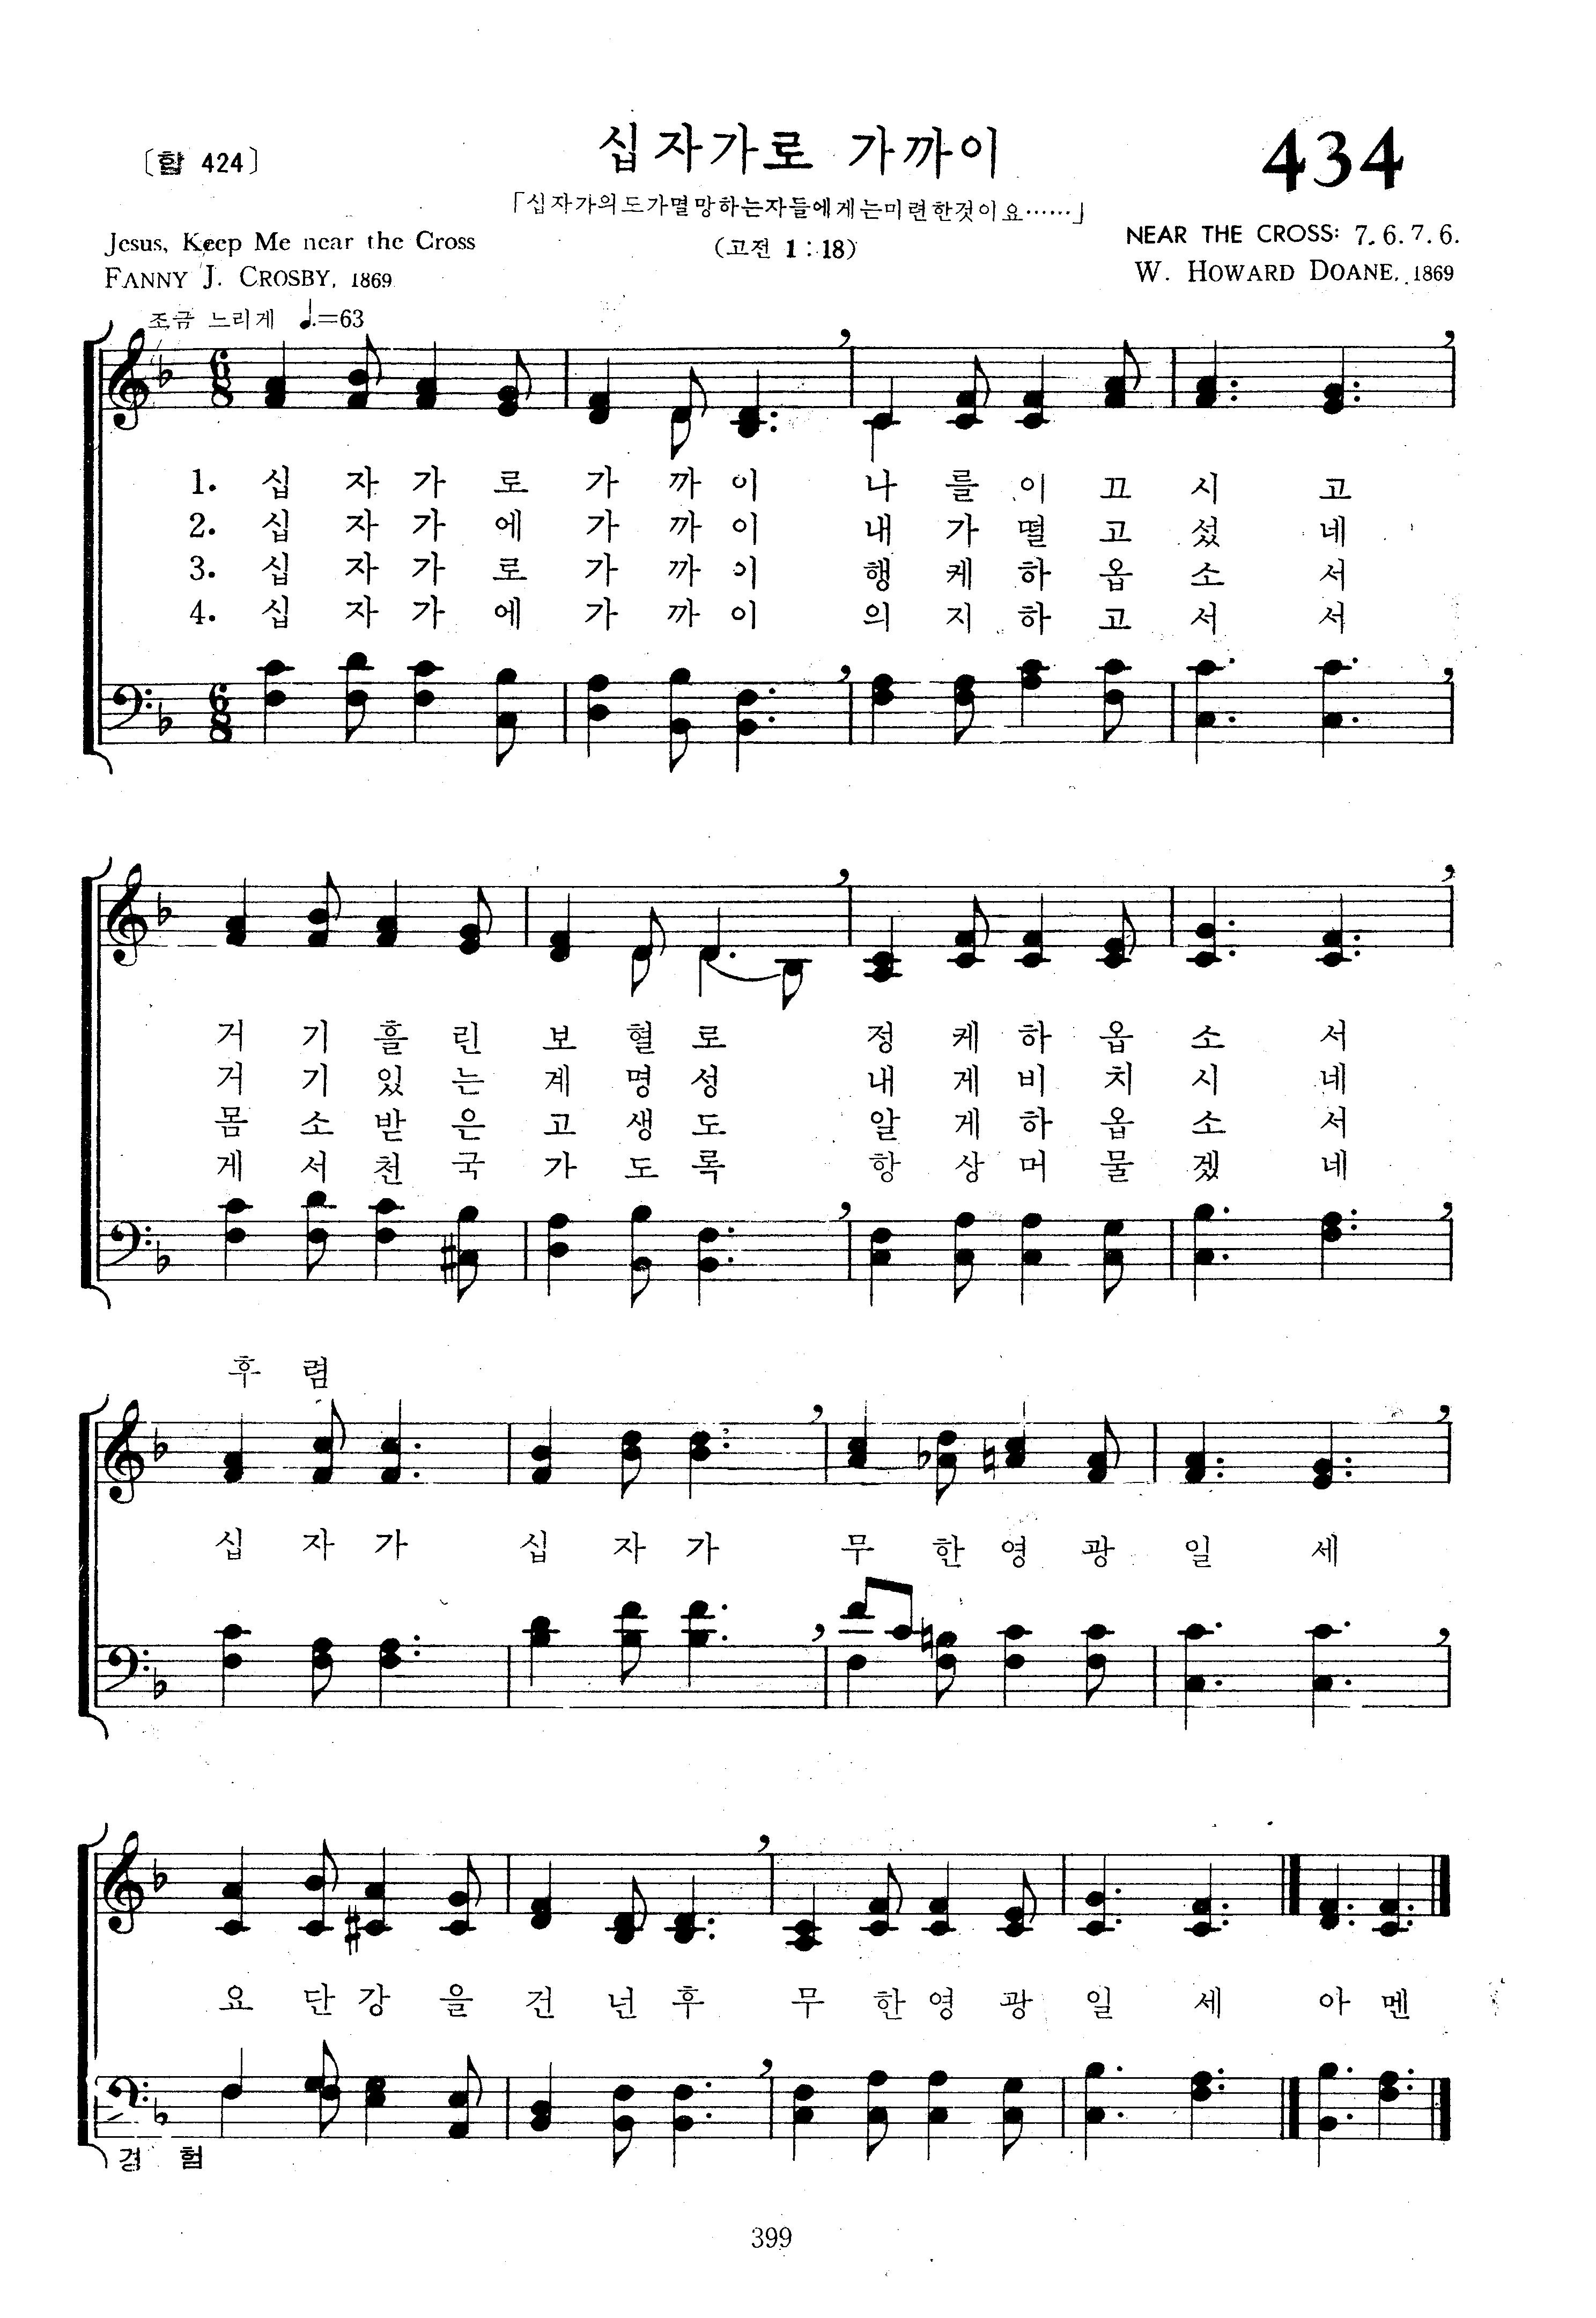 〔합 424〕
십자가로 가까이
434
「십자가의도가멸망하는자들에게는미련한것이요……」
(고전 1:18)
Jesus, Keep Me near the Cross
FANNY J. CROSBY, 1869
NEAR THE CROSS: 7. 6. 7. 6.
W. HOWARD DOANE, 1869
조금 느리게 ♩.=63
6 8
1. 십 자 가 로 가 까 이 나 를 이 끄 시 고
2. 십 자 가 에 가 까 이 내 가 떨 고 섰 네
3. 십 자 가 로 가 까 이 행 케 하 옵 소 서
4. 십 자 가 에 가 까 이 의 지 하 고 서 서
6 8
거 기 흘 린 보 혈 로 정 케 하 옵 소 서
거 기 있 는 계 명 성 내 게 비 치 시 네
몸 소 받 은 고 생 도 알 게 하 옵 소 서
게 서 천 국 가 도 록 항 상 머 물 겠 네
후 렴
십 자 가 십 자 가 무 한 영 광 일 세
요 단 강 을 건 넌 후 무 한 영 광 일 세 아 멘
경 험
399